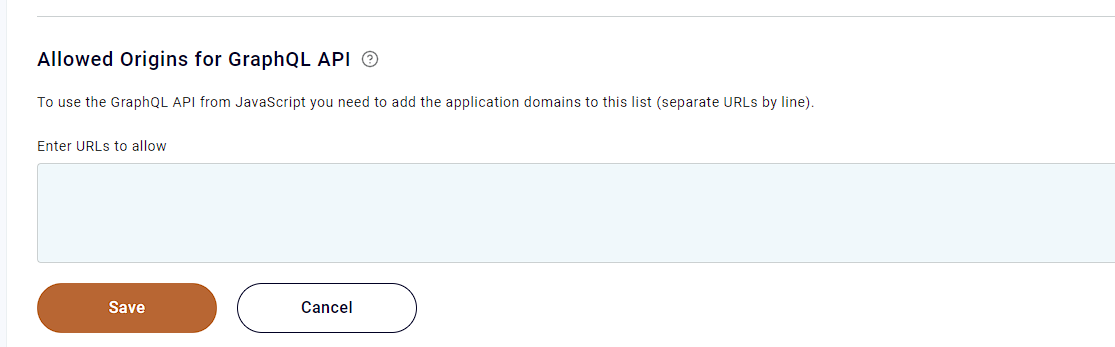 Allowed Origins for GraphQL API ?
To use the GraphQL API from JavaScript you need to add the application domains to this list (separate URLs by line).
Enter URLs to allow
Save Cancel